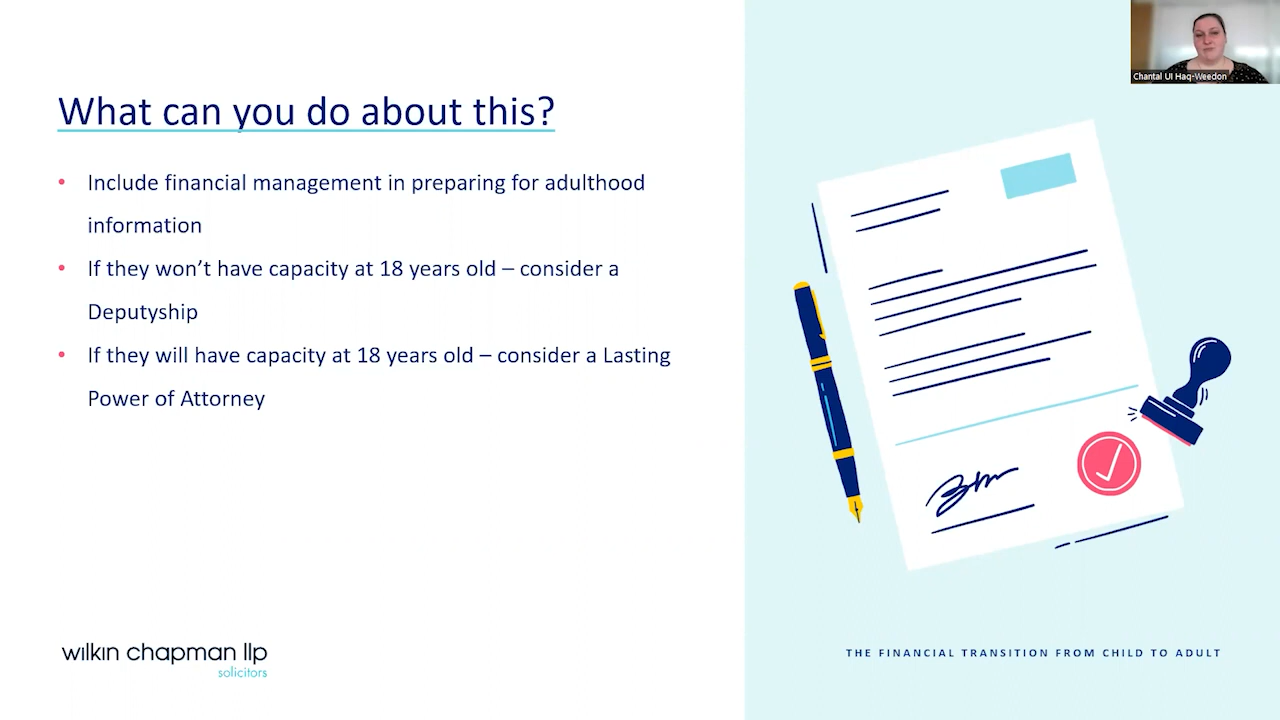 Chantal Ul Haq-Weedon
What can you do about this?
• Include financial management in preparing for adulthood
information
• If they won’t have capacity at 18 years old – consider a
Deputyship
• If they will have capacity at 18 years old – consider a Lasting
Power of Attorney
wilkin chapman llp
solicitors
THE FINANCIAL TRANSITION FROM CHILD TO ADULT